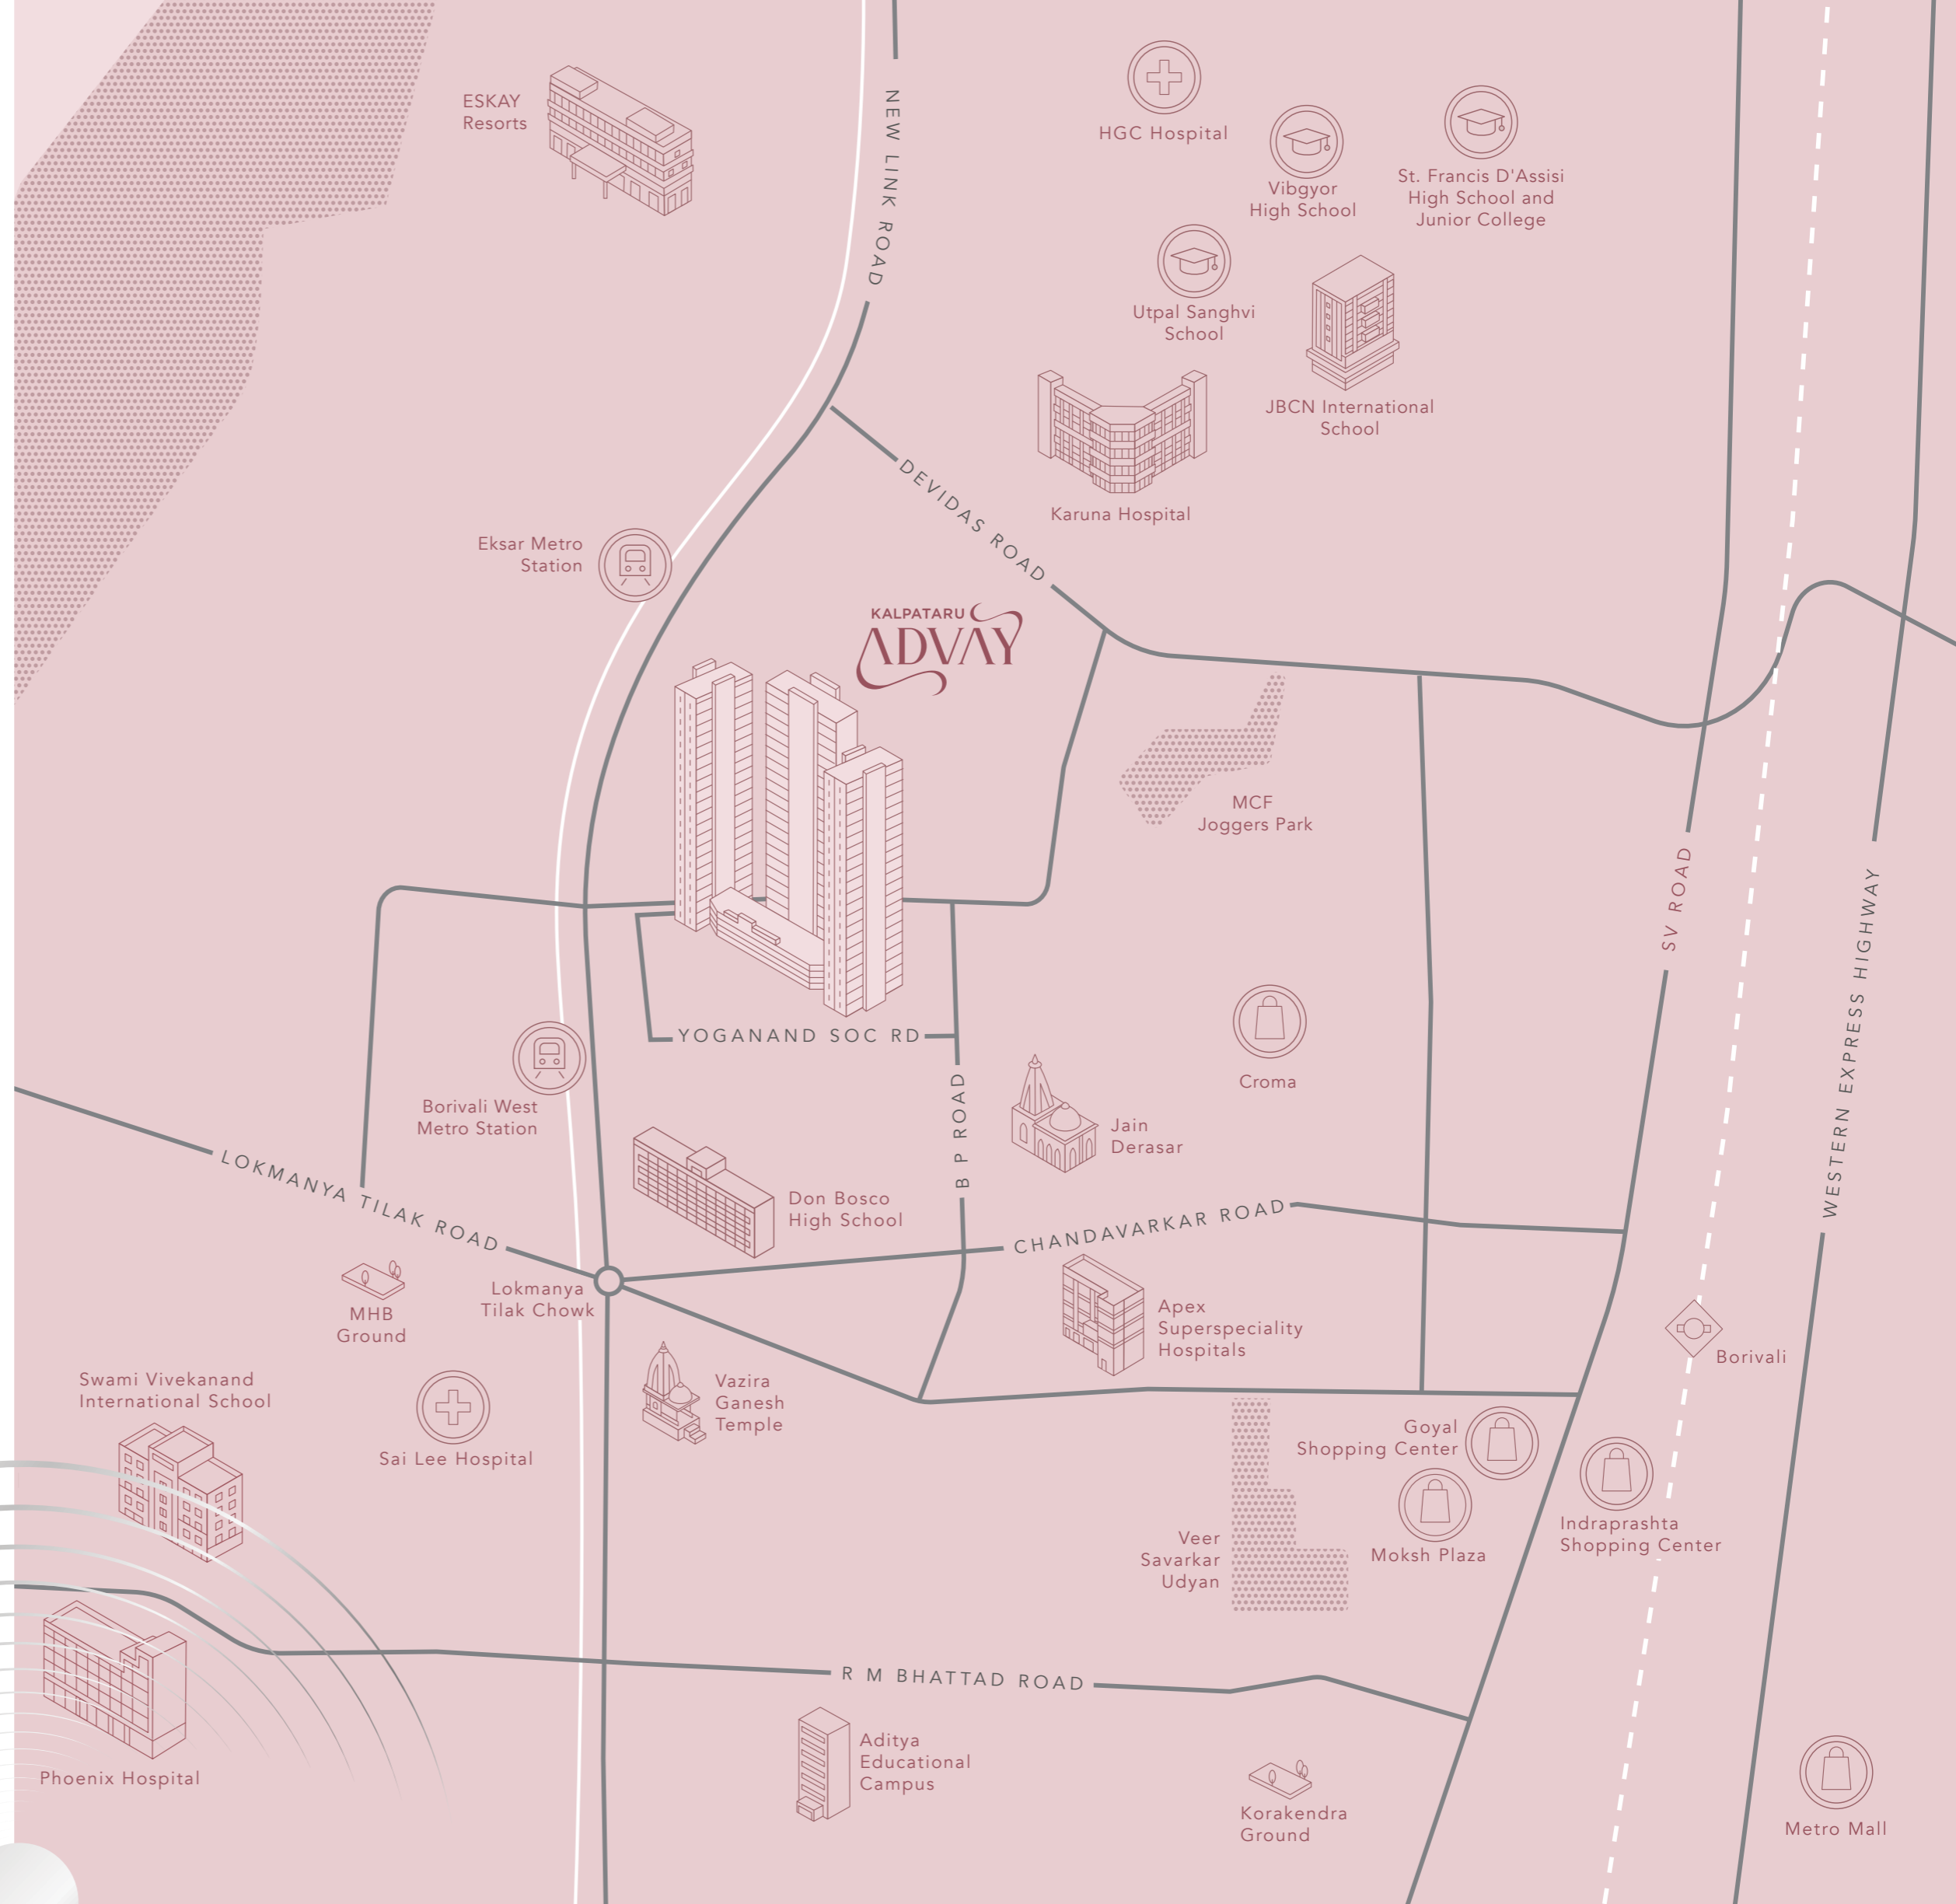 ESKAY
Resorts
NEW LINK ROAD
HGC Hospital
Vibgyor
High School
St. Francis D'Assisi
High School and
Junior College
Utpal Sanghvi
School
JBCN International
School
Karuna Hospital
DEVIDAS ROAD
Eksar Metro
Station
KALPATARU
ADVAY
MCF
Joggers Park
SV ROAD
WESTERN EXPRESS HIGHWAY
YOGANAND SOC RD
Croma
Borivali West
Metro Station
B P ROAD
Jain
Derasar
LOKMANYA TILAK ROAD
Don Bosco
High School
CHANDAVARKAR ROAD
Lokmanya
Tilak Chowk
MHB
Ground
Apex
Superspeciality
Hospitals
Borivali
Swami Vivekanand
International School
Sai Lee Hospital
Vazira
Ganesh
Temple
Goyal
Shopping Center
Moksh Plaza
Indraprashta
Shopping Center
Veer
Savarkar
Udyan
R M BHATTAD ROAD
Phoenix Hospital
Aditya
Educational
Campus
Korakendra
Ground
Metro Mall